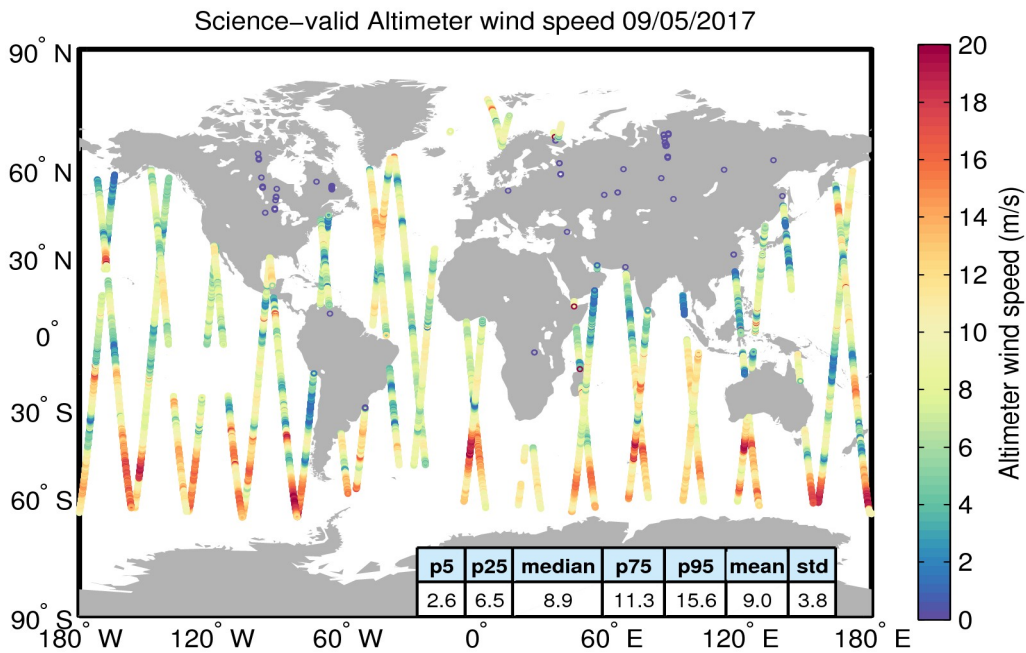 Science−valid Altimeter wind speed 09/05/2017
90° N
60° N
30° N
0°
30° S
60° S
90° S
180° W
120° W
60° W
0°
60° E
120° E
180° E
p5 p25 median p75 p95 mean std
2.6 6.5 8.9 11.3 15.6 9.0 3.8
20
18
16
14
12
10
8
6
4
2
0
Altimeter wind speed (m/s)